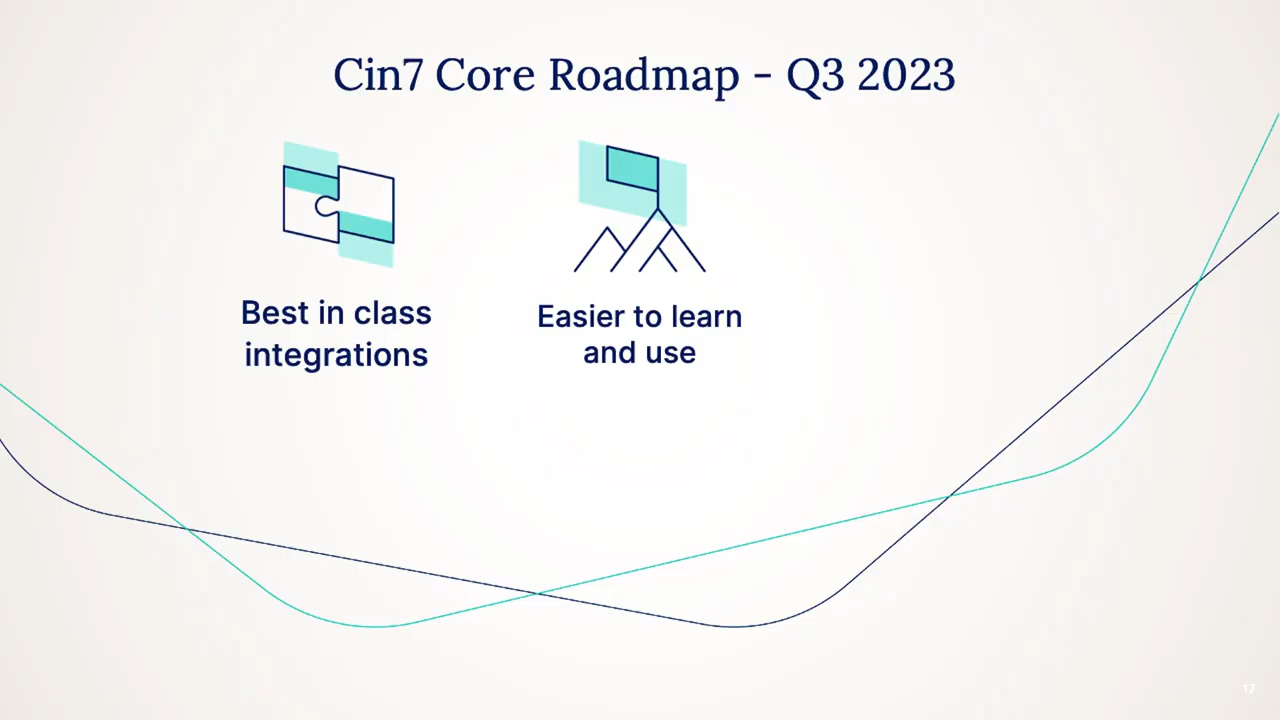 Cin7 Core Roadmap - Q3 2023
Best in class
integrations
Easier to learn
and use
17